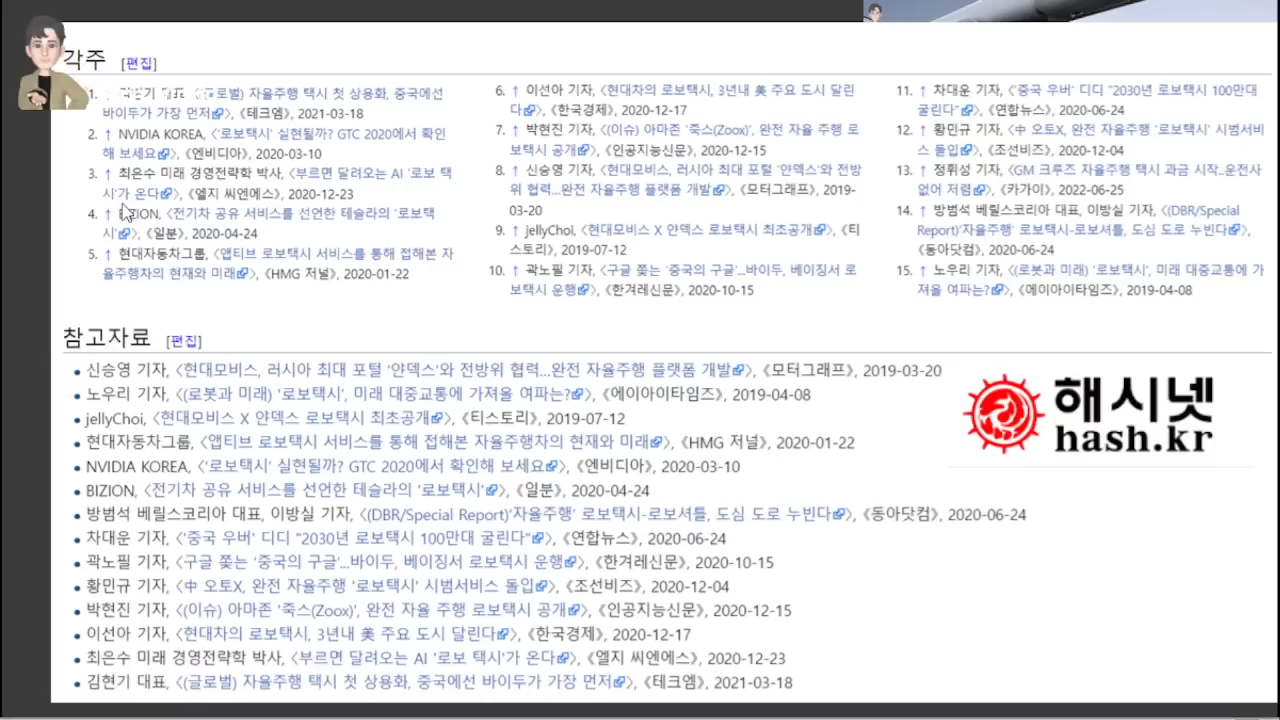 각주 [편집]
1. 김현기 대표, 〈(글로벌) 자율주행 택시 첫 상용화, 중국에선
바이두가 가장 먼저〉, 《테크엠》, 2021-03-18
2. ↑ NVIDIA KOREA, 〈'로보택시' 실현될까? GTC 2020에서 확인
해 보세요〉, 《엔비디아》, 2020-03-10
3. ↑ 최은수 미래 경영전략학 박사, 〈부르면 달려오는 AI '로보 택
시'가 온다〉, 《엘지 씨엔에스》, 2020-12-23
4. ↑ BIZION, 〈전기차 공유 서비스를 선언한 테슬라의 '로보택
시'〉, 《일분》, 2020-04-24
5. ↑ 현대자동차그룹, 〈앱티브 로보택시 서비스를 통해 접해본 자
율주행차의 현재와 미래〉, 《HMG 저널》, 2020-01-22
6. ↑ 이선아 기자, 〈현대차의 로보택시, 3년내 美 주요 도시 달린
다〉, 《한국경제》, 2020-12-17
7. ↑ 박현진 기자, 〈(이슈) 아마존 '죽스(Zoox)', 완전 자율 주행 로
보택시 공개〉, 《인공지능신문》, 2020-12-15
8. ↑ 신승영 기자, 〈현대모비스, 러시아 최대 포털 '얀덱스'와 전방
위 협력...완전 자율주행 플랫폼 개발〉, 《모터그래프》, 2019-
03-20
9. ↑ jellyChoi, 〈현대모비스 X 얀덱스 로보택시 최초공개〉, 《티
스토리》, 2019-07-12
10. ↑ 곽노필 기자, 〈구글 쫓는 '중국의 구글'...바이두, 베이징서 로
보택시 운행〉, 《한겨레신문》, 2020-10-15
11. ↑ 차대운 기자, 〈'중국 우버' 디디 "2030년 로보택시 100만대
굴린다"〉, 《연합뉴스》, 2020-06-24
12. ↑ 황민규 기자, 〈中 오토X, 완전 자율주행 '로보택시' 시범서비
스 돌입〉, 《조선비즈》, 2020-12-04
13. ↑ 정휘성 기자, 〈GM 크루즈 자율주행 택시 과금 시작..운전사
없어 저렴〉, 《카가이》, 2022-06-25
14. ↑ 방범석 베릴스코리아 대표, 이방실 기자, 〈(DBR/Special
Report)'자율주행' 로보택시-로보셔틀, 도심 도로 누빈다〉,
《동아닷컴》, 2020-06-24
15. ↑ 노우리 기자, 〈(로봇과 미래) '로보택시', 미래 대중교통에 가
져올 여파는?〉, 《에이아이타임즈》, 2019-04-08
참고자료 [편집]
신승영 기자, 〈현대모비스, 러시아 최대 포털 '얀덱스'와 전방위 협력...완전 자율주행 플랫폼 개발〉, 《모터그래프》, 2019-03-20
노우리 기자, 〈(로봇과 미래) '로보택시', 미래 대중교통에 가져올 여파는?〉, 《에이아이타임즈》, 2019-04-08
jellyChoi, 〈현대모비스 X 얀덱스 로보택시 최초공개〉, 《티스토리》, 2019-07-12
현대자동차그룹, 〈앱티브 로보택시 서비스를 통해 접해본 자율주행차의 현재와 미래〉, 《HMG 저널》, 2020-01-22
NVIDIA KOREA, 〈'로보택시' 실현될까? GTC 2020에서 확인해 보세요〉, 《엔비디아》, 2020-03-10
BIZION, 〈전기차 공유 서비스를 선언한 테슬라의 '로보택시'〉, 《일분》, 2020-04-24
방범석 베릴스코리아 대표, 이방실 기자, 〈(DBR/Special Report)'자율주행' 로보택시-로보셔틀, 도심 도로 누빈다〉, 《동아닷컴》, 2020-06-24
차대운 기자, 〈'중국 우버' 디디 "2030년 로보택시 100만대 굴린다"〉, 《연합뉴스》, 2020-06-24
곽노필 기자, 〈구글 쫓는 '중국의 구글'...바이두, 베이징서 로보택시 운행〉, 《한겨레신문》, 2020-10-15
황민규 기자, 〈中 오토X, 완전 자율주행 '로보택시' 시범서비스 돌입〉, 《조선비즈》, 2020-12-04
박현진 기자, 〈(이슈) 아마존 '죽스(Zoox)', 완전 자율 주행 로보택시 공개〉, 《인공지능신문》, 2020-12-15
이선아 기자, 〈현대차의 로보택시, 3년내 美 주요 도시 달린다〉, 《한국경제》, 2020-12-17
최은수 미래 경영전략학 박사, 〈부르면 달려오는 AI '로보 택시'가 온다〉, 《엘지 씨엔에스》, 2020-12-23
김현기 대표, 〈(글로벌) 자율주행 택시 첫 상용화, 중국에선 바이두가 가장 먼저〉, 《테크엠》, 2021-03-18
해시넷
hash.kr